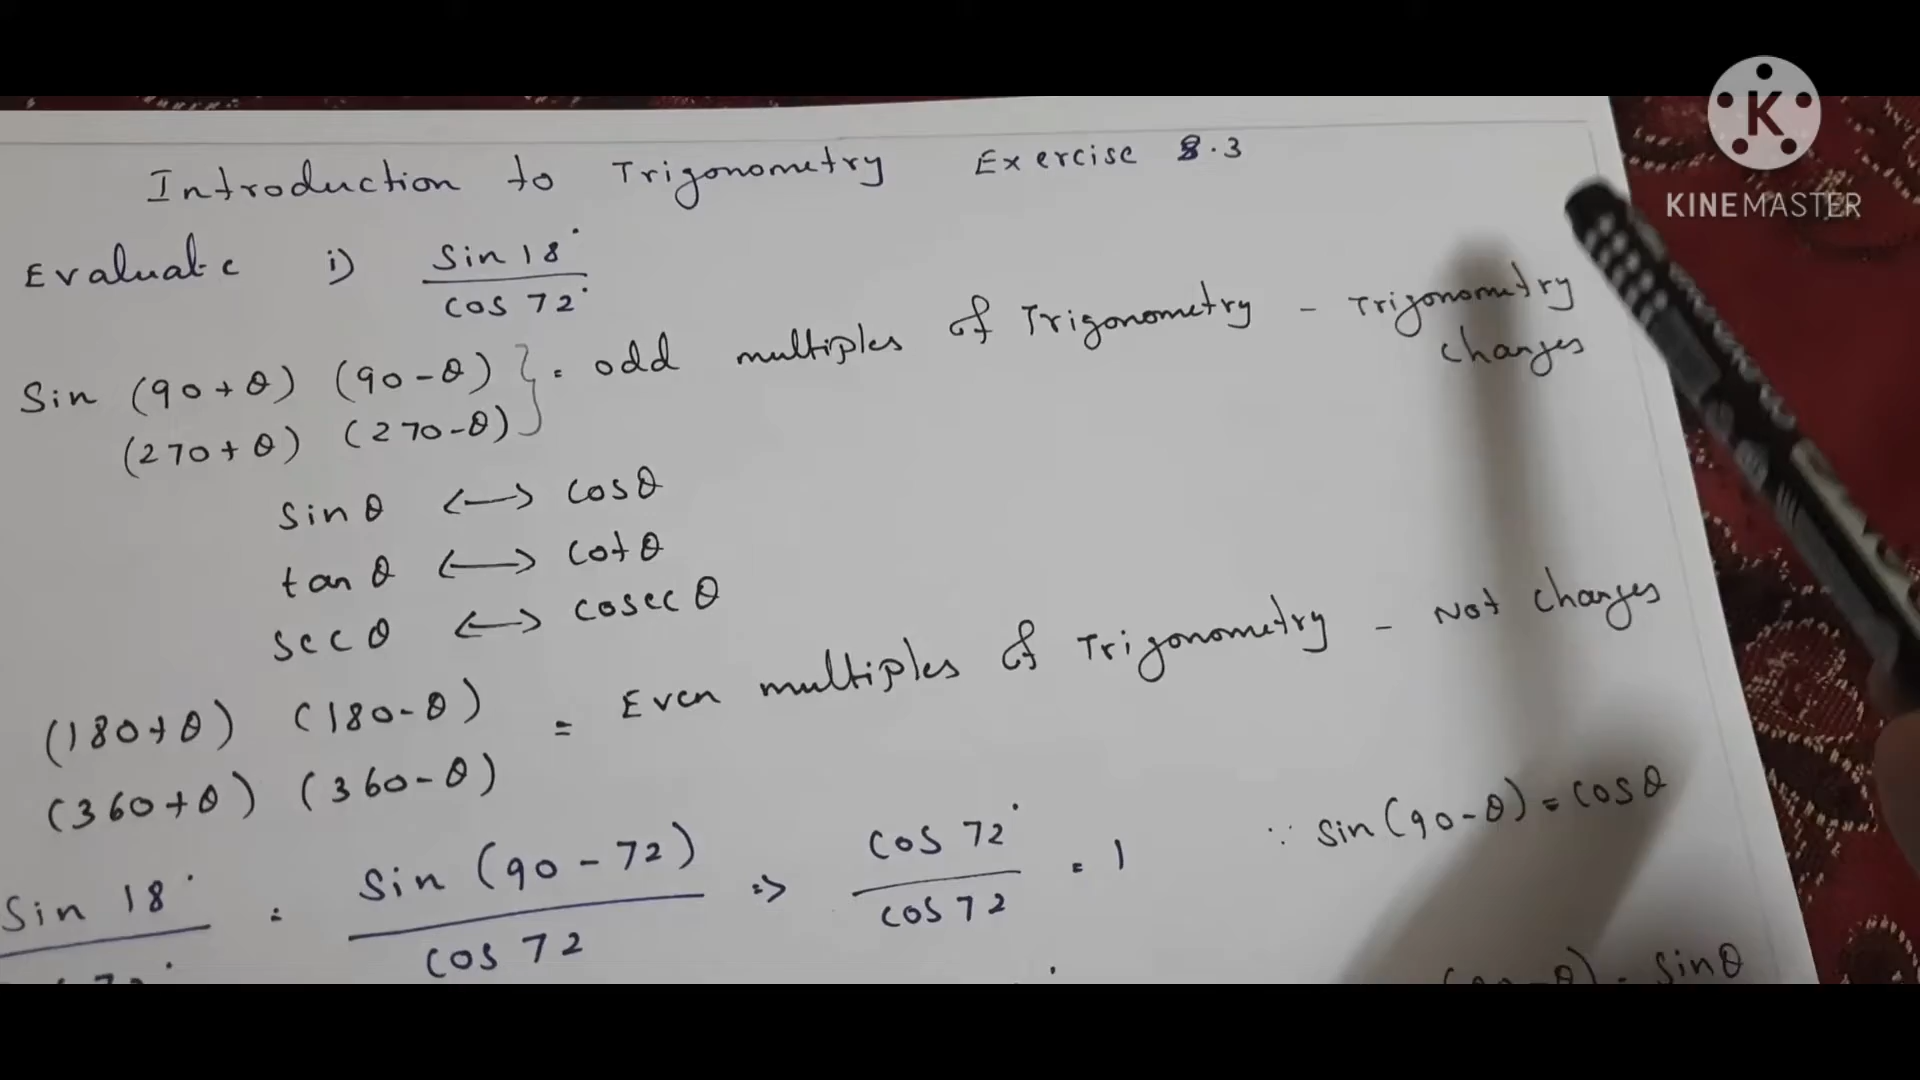 KINEMASTER
Introduction to Trigonometry Exercise 8.3
Evaluate i) Sin 18° / cos 72°
Sin (90+θ) (90-θ) } = odd multiples of Trigonometry - Trigonometry changes
(270+θ) (270-θ)
sin θ <—> cos θ
tan θ <—> cot θ
sec θ <—> cosec θ
(180+θ) (180-θ) = Even multiples of Trigonometry - Not changes
(360+θ) (360-θ)
Sin 18° = Sin (90-72) / cos 72 => cos 72° / cos 72 = 1 ∵ sin(90-θ) = cos θ
sin θ